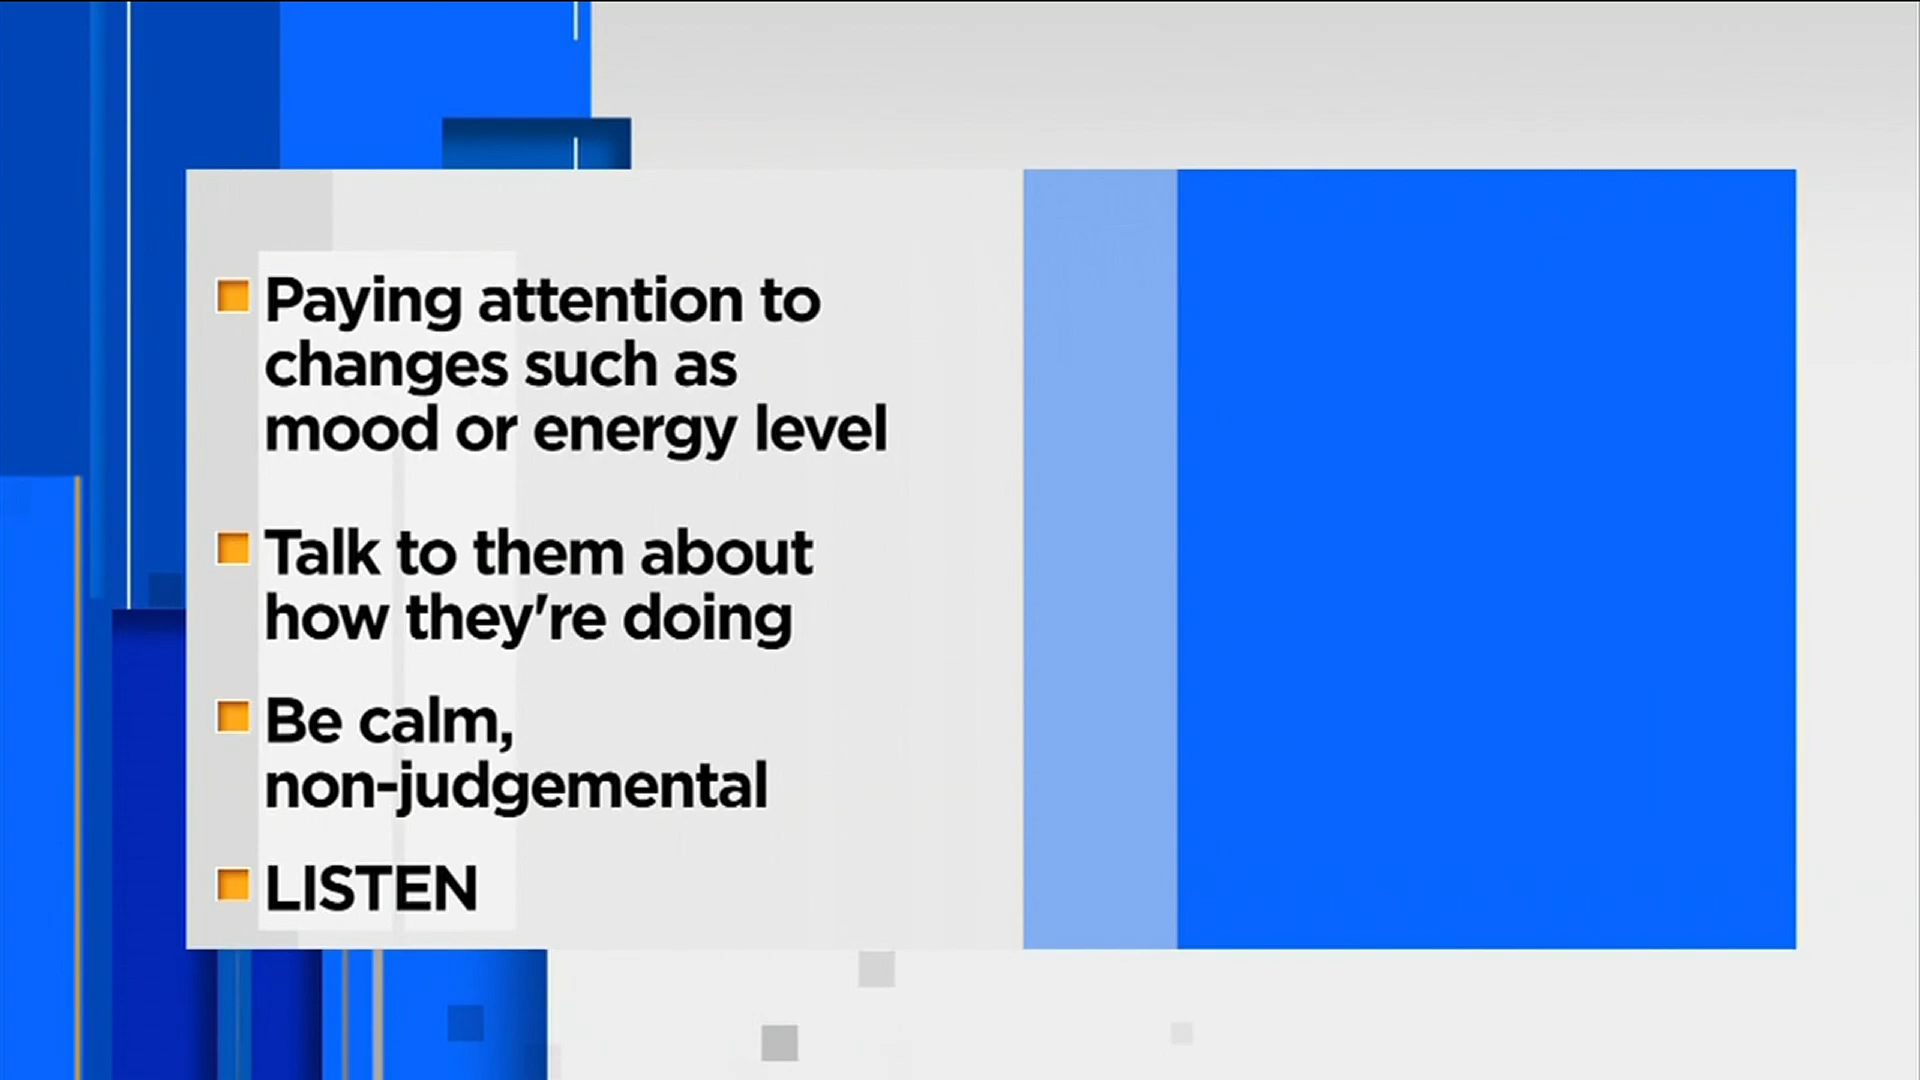 Paying attention to
changes such as
mood or energy level
Talk to them about
how they're doing
Be calm,
non-judgemental
LISTEN